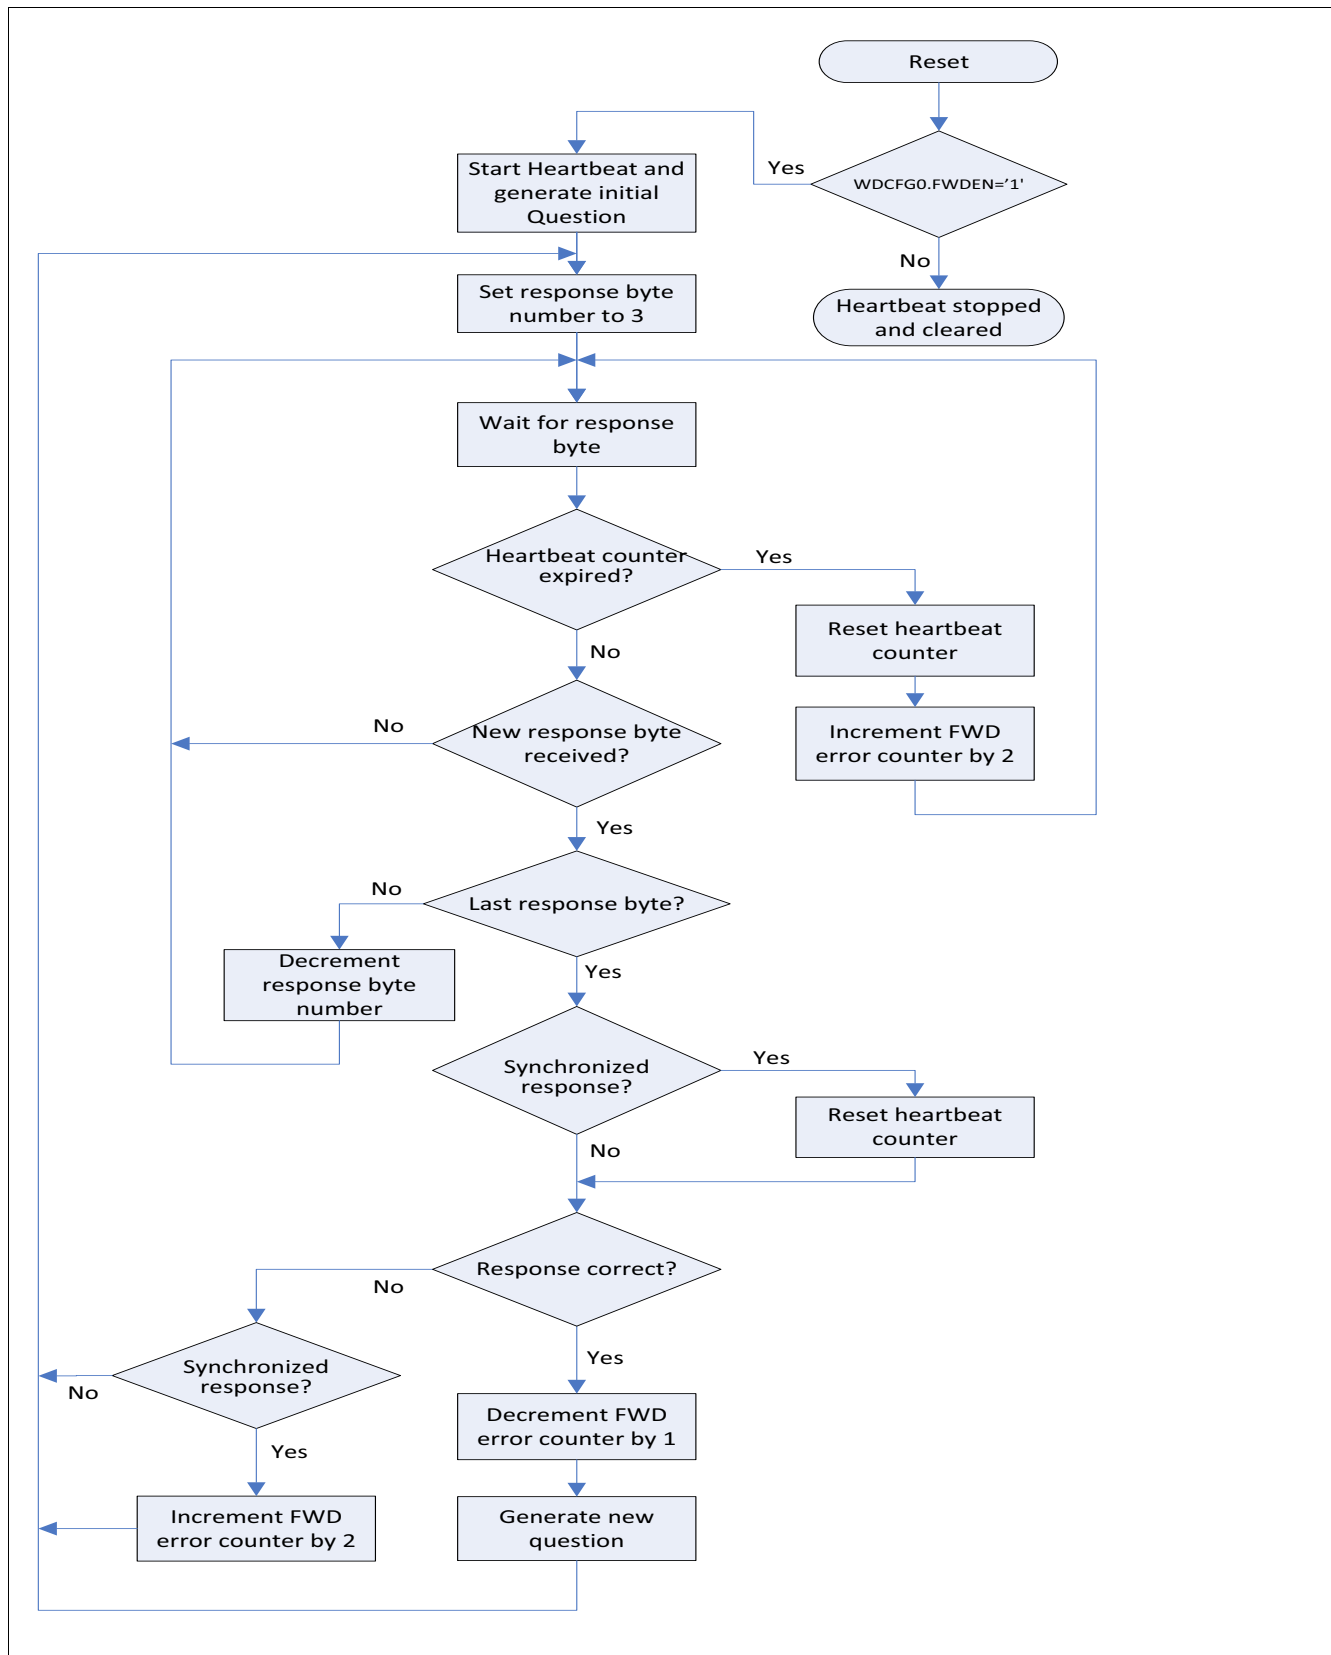 Reset
Yes
WDCFG0.FWDEN='1'
Start Heartbeat and
generate initial
Question
No
Set response byte
number to 3
Heartbeat stopped
and cleared
Wait for response
byte
Heartbeat counter
expired?
Yes
Reset heartbeat
counter
No
New response byte
received?
No
Increment FWD
error counter by 2
Yes
Last response byte?
No
Decrement
response byte
number
Yes
Synchronized
response?
Yes
Reset heartbeat
counter
No
Response correct?
No
Synchronized
response?
No
Yes
Decrement FWD
error counter by 1
Yes
Increment FWD
error counter by 2
Generate new
question